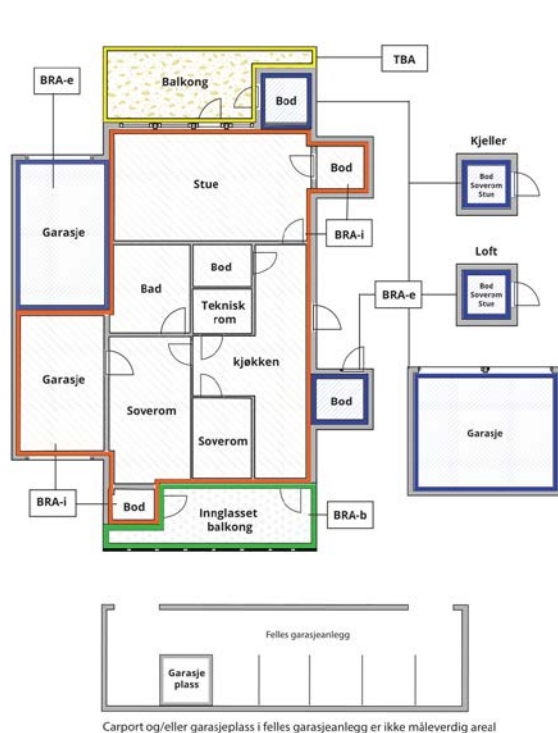 TBA
BRA-e
Balkong
Bod
Kjeller
Stue
Bod
Bod
Soverom
Stue
Garasje
BRA-i
Loft
Bad
Bod
Teknisk
rom
BRA-e
Bod
Soverom
Stue
Garasje
kjøkken
Soverom
Bod
Garasje
Soverom
BRA-i
Bod
Innglasset
balkong
BRA-b
Felles garasjeanlegg
Garasje
plass
Carport og/eller garasjeplass i felles garasjeanlegg er ikke måleverdig areal